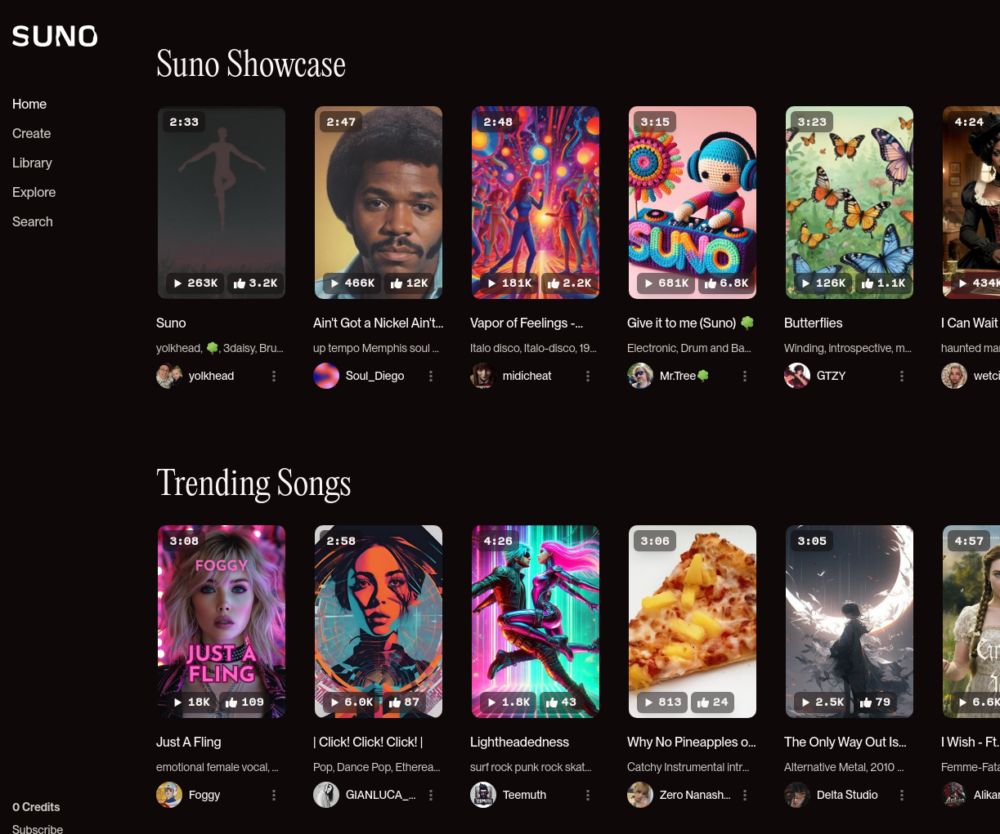 SUNO
Home
Create
Library
Explore
Search
0 Credits
Subscribe
Suno Showcase
2:33
263K 3.2K
Suno
yolkhead, 🌳, 3daisy, Bru...
yolkhead
2:47
466K 12K
Ain't Got a Nickel Ain't...
up tempo Memphis soul ...
Soul_Diego
2:48
181K 2.2K
Vapor of Feelings -...
Italo disco, Italo-disco, 19...
midicheat
3:15
SUNO
681K 6.8K
Give it to me (Suno) 🌳
Electronic, Drum and Ba...
Mr.Tree🌳
3:23
126K 1.1K
Butterflies
Winding, introspective, m...
GTZY
4:24
434K
I Can Wait
haunted mar
wetci
Trending Songs
3:08
FOGGY
JUST A
FLING
18K 109
Just A Fling
emotional female vocal, ...
Foggy
2:58
6.0K 87
| Click! Click! Click! |
Pop, Dance Pop, Etherea...
GIANLUCA_...
4:26
1.8K 43
Lightheadedness
surf rock punk rock skat...
TEEMUTH
Teemuth
3:06
813 24
Why No Pineapples o...
Catchy Instrumental intr...
Zero Nanash...
3:05
2.5K 79
The Only Way Out Is...
Alternative Metal, 2010 ...
Delta Studio
4:57
6.6K
I Wish - Ft.
Femme-Fata
Alikar